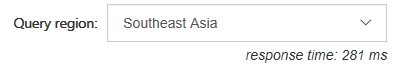 Query region: Southeast Asia
response time: 281 ms